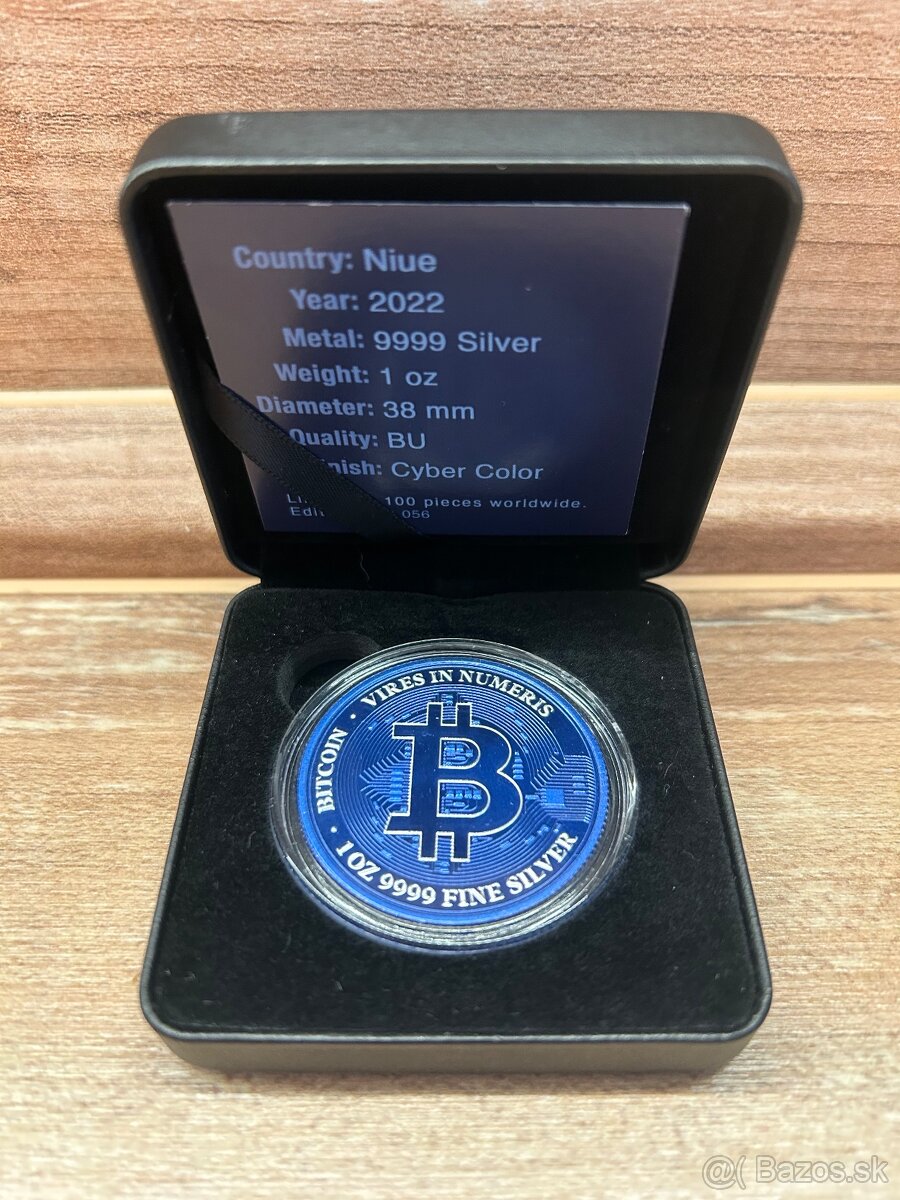 Country: Niue
Year: 2022
Metal: 9999 Silver
Weight: 1 oz
Diameter: 38 mm
Quality: BU
Cyber Color
100 pieces worldwide.
056
VIRES IN NUMERIS
BITCOIN
B
1 OZ 9999 FINE SILVER
@( Bazos.sk